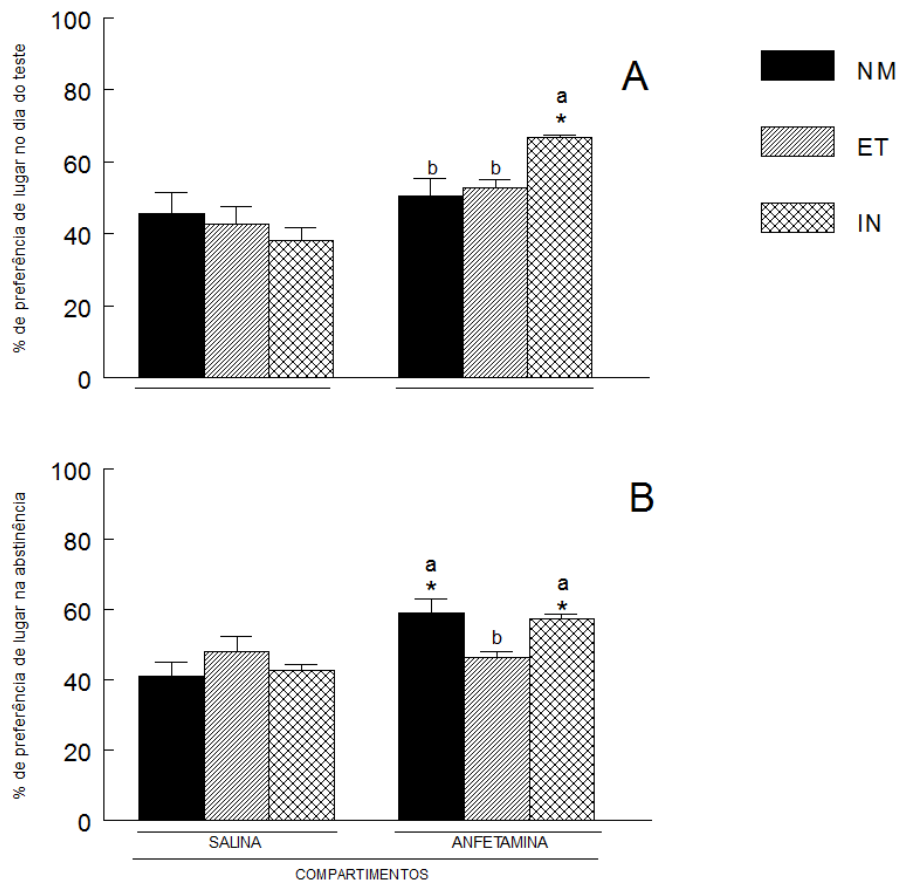 % de preferência de lugar no dia do teste
100
80
60
40
20
0
b
b
a
*
A
NM
ET
IN
% de preferência de lugar na abstinência
100
80
60
40
20
0
a
*
b
a
*
B
SALINA
ANFETAMINA
COMPARTIMENTOS